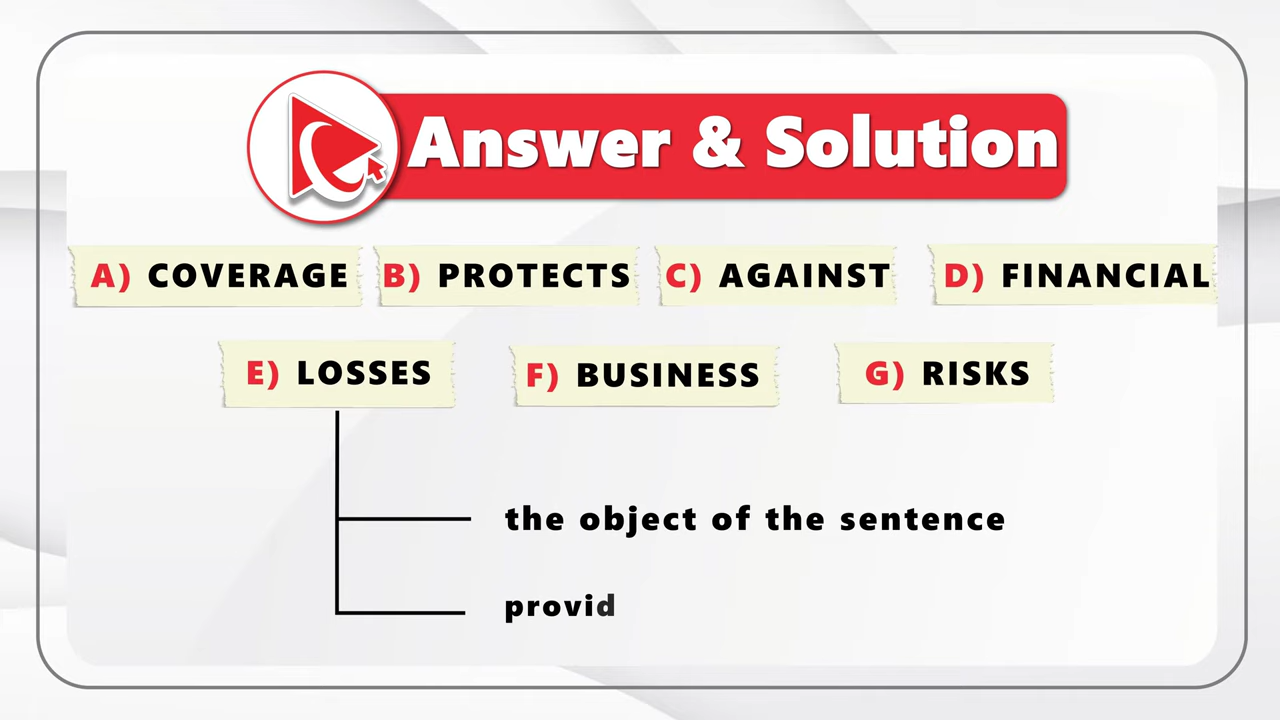 Answer & Solution
A) COVERAGE B) PROTECTS C) AGAINST D) FINANCIAL
E) LOSSES F) BUSINESS G) RISKS
the object of the sentence
provid